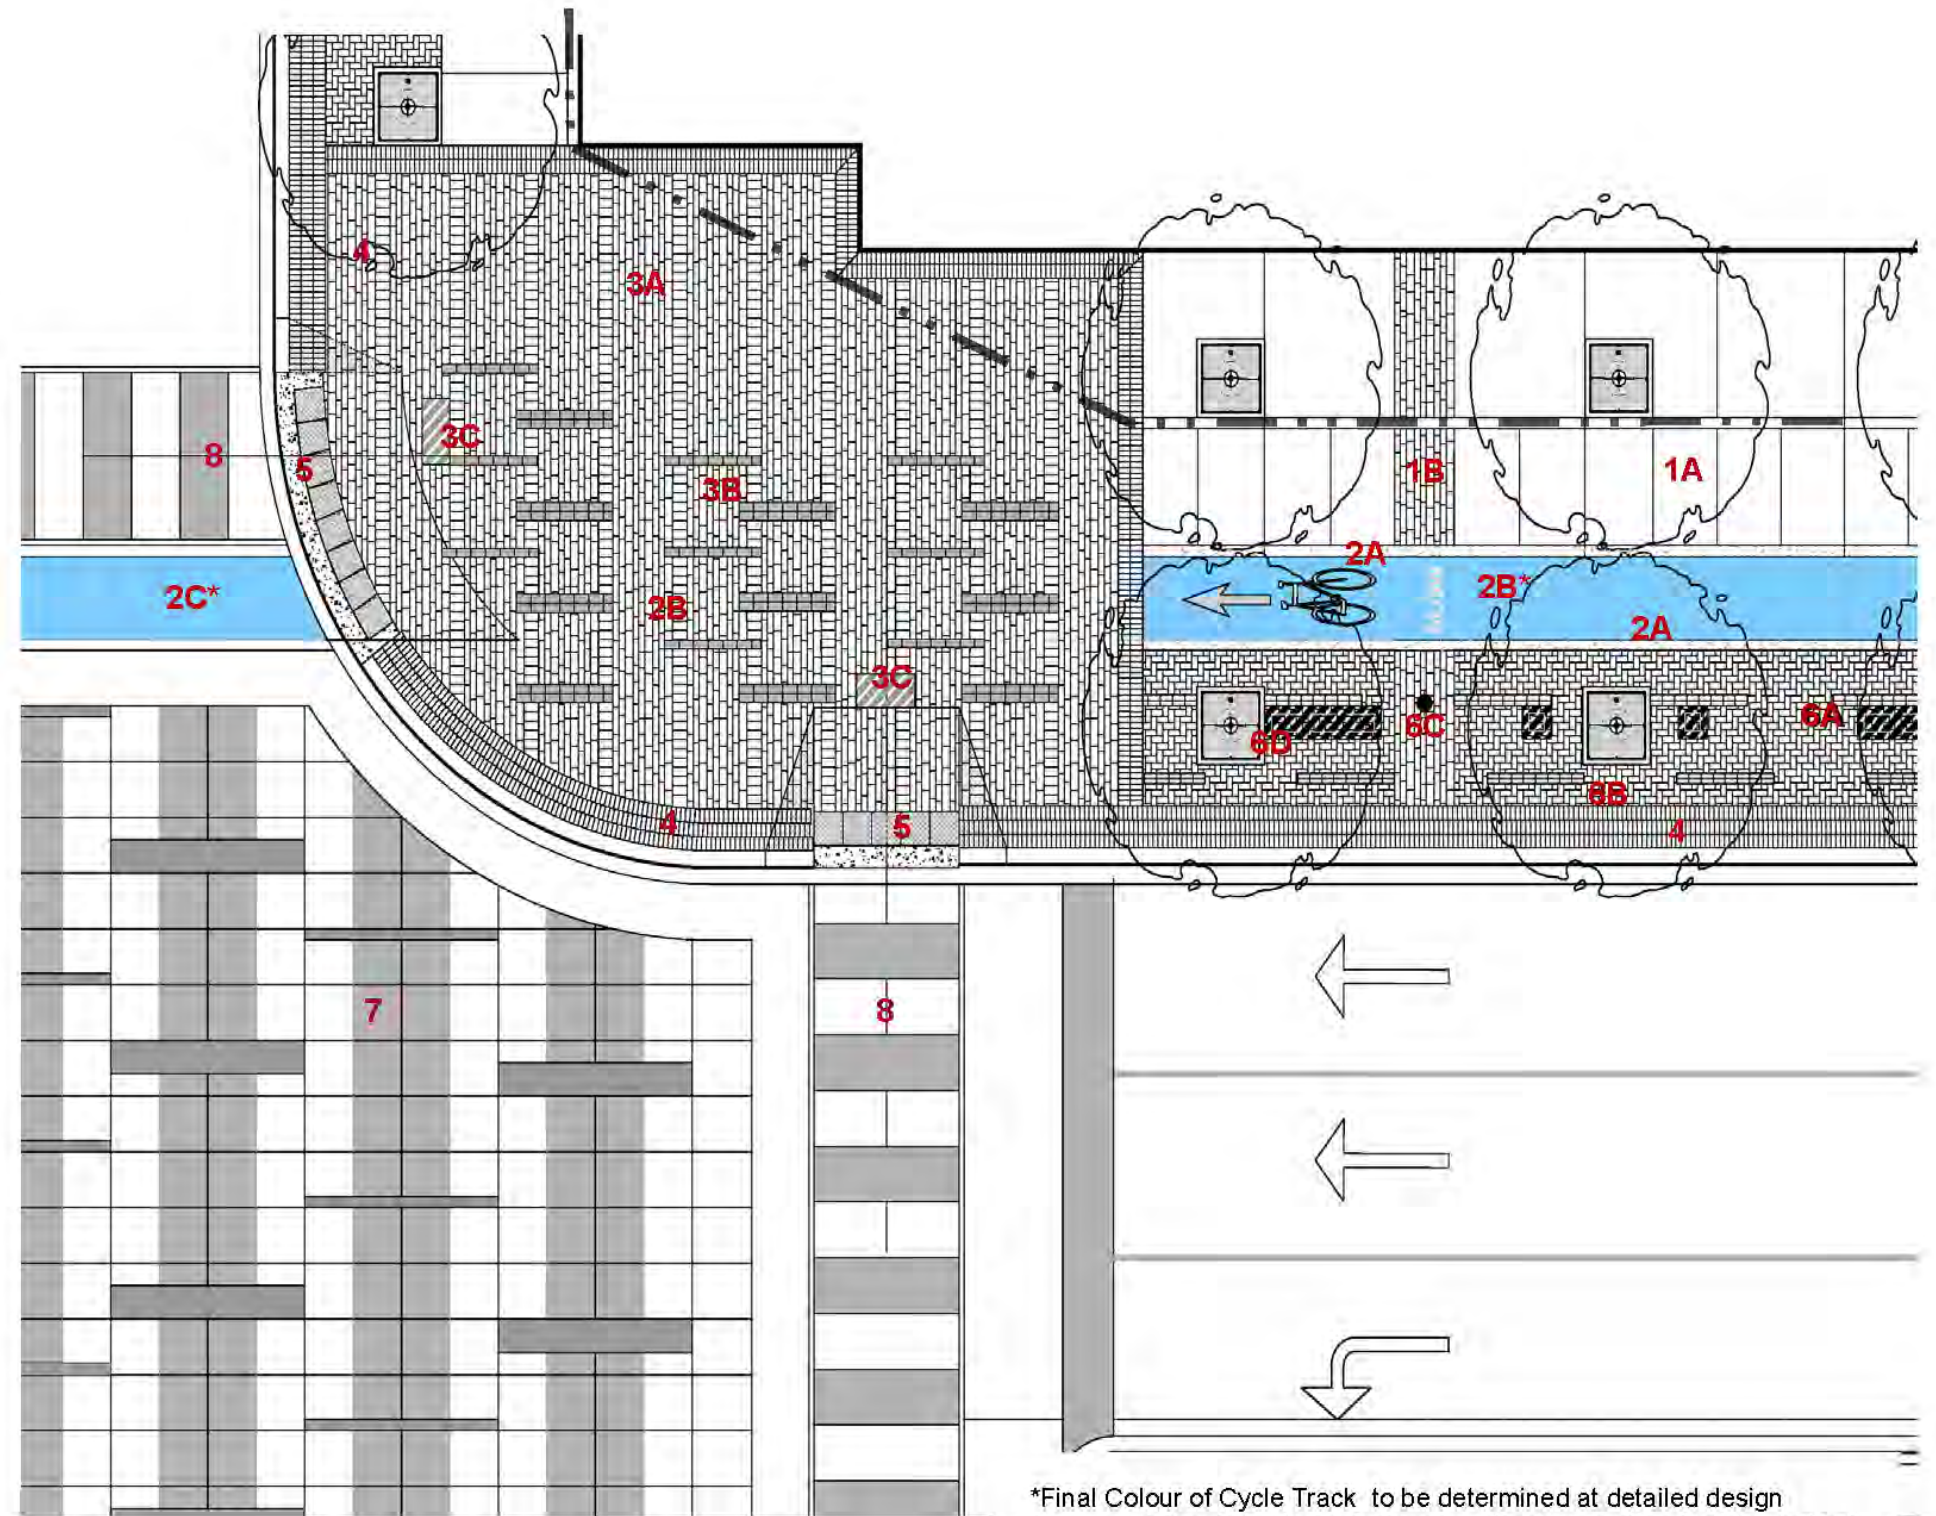 4
3A
3C
8
5
3B
1B
1A
2A
2C*
2B
2B*
2A
3C
6D
6C
6A
6B
4
5
4
7
8
*Final Colour of Cycle Track to be determined at detailed design